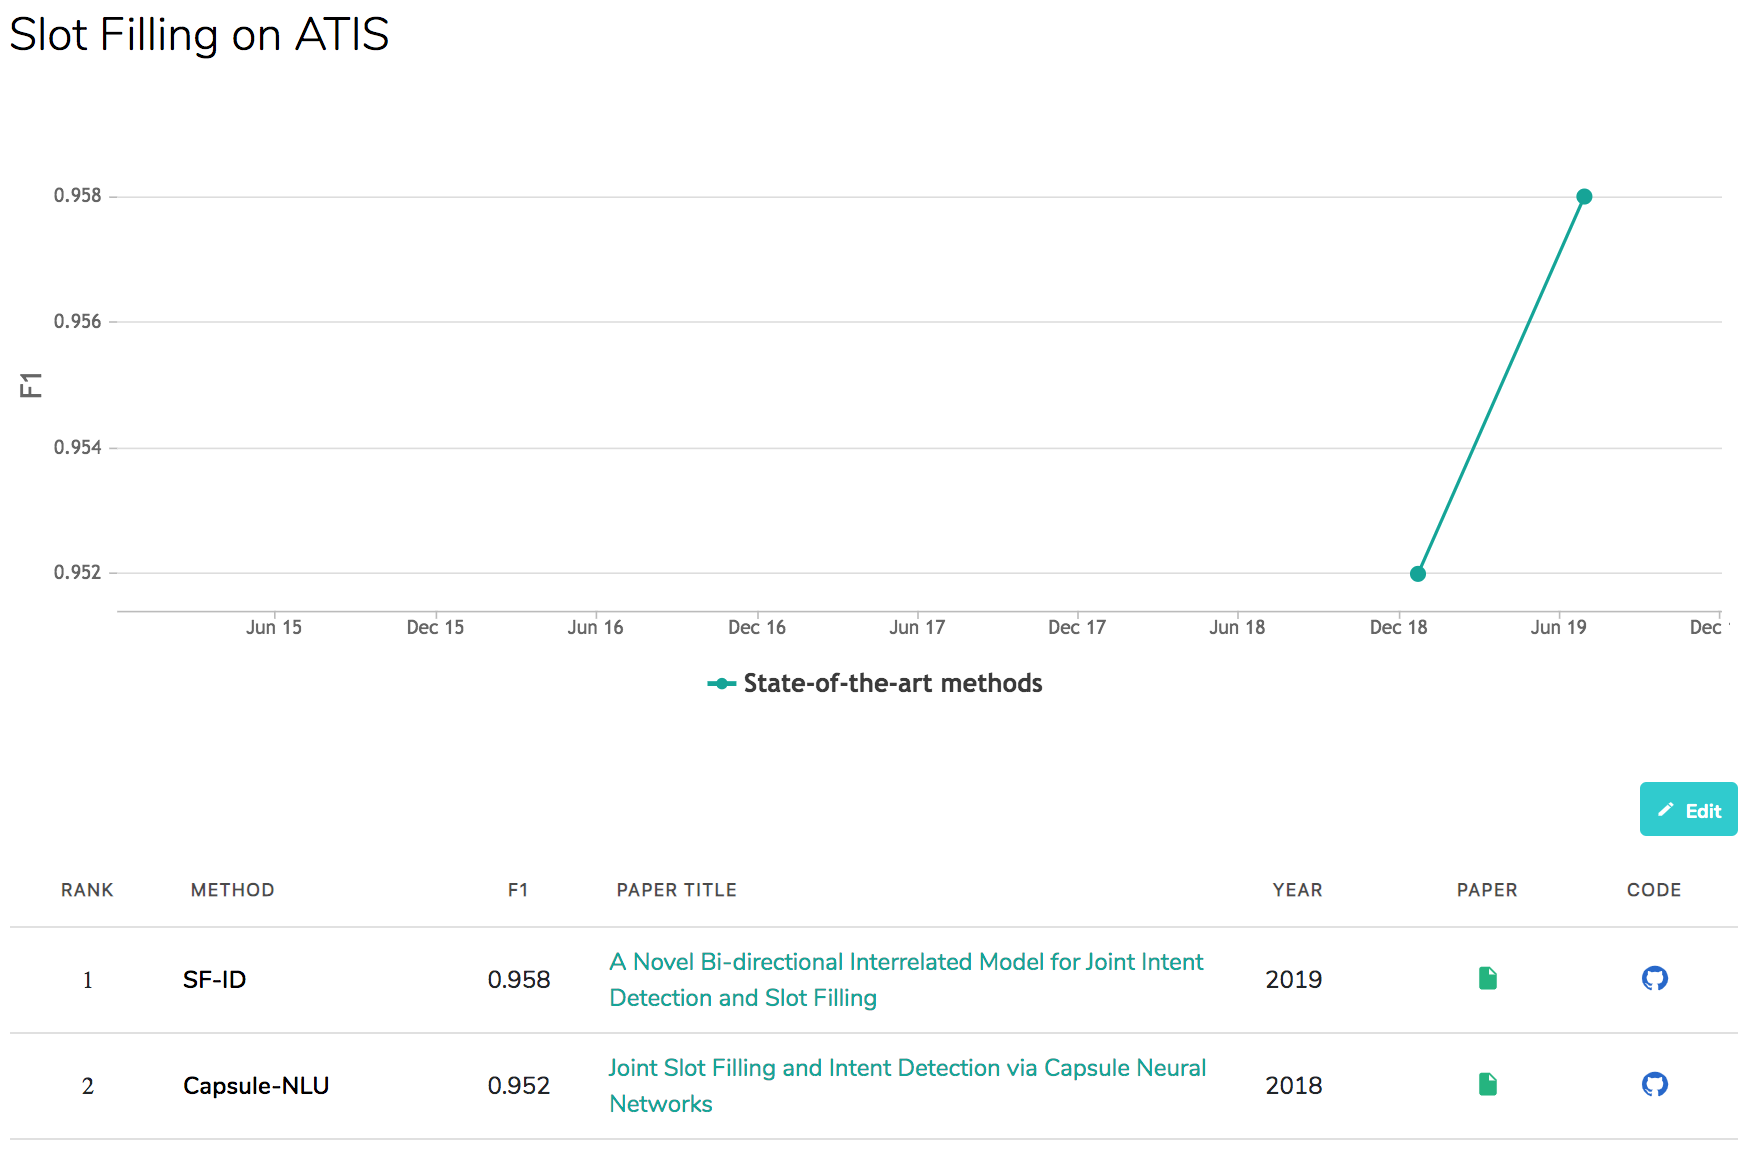 Slot Filling on ATIS
0.958
0.956
F1
0.954
0.952
Jun 15 Dec 15 Jun 16 Dec 16 Jun 17 Dec 17 Jun 18 Dec 18 Jun 19 Dec
State-of-the-art methods
Edit
RANK METHOD F1 PAPER TITLE YEAR PAPER CODE
1 SF-ID 0.958 A Novel Bi-directional Interrelated Model for Joint Intent 2019
Detection and Slot Filling
2 Capsule-NLU 0.952 Joint Slot Filling and Intent Detection via Capsule Neural 2018
Networks